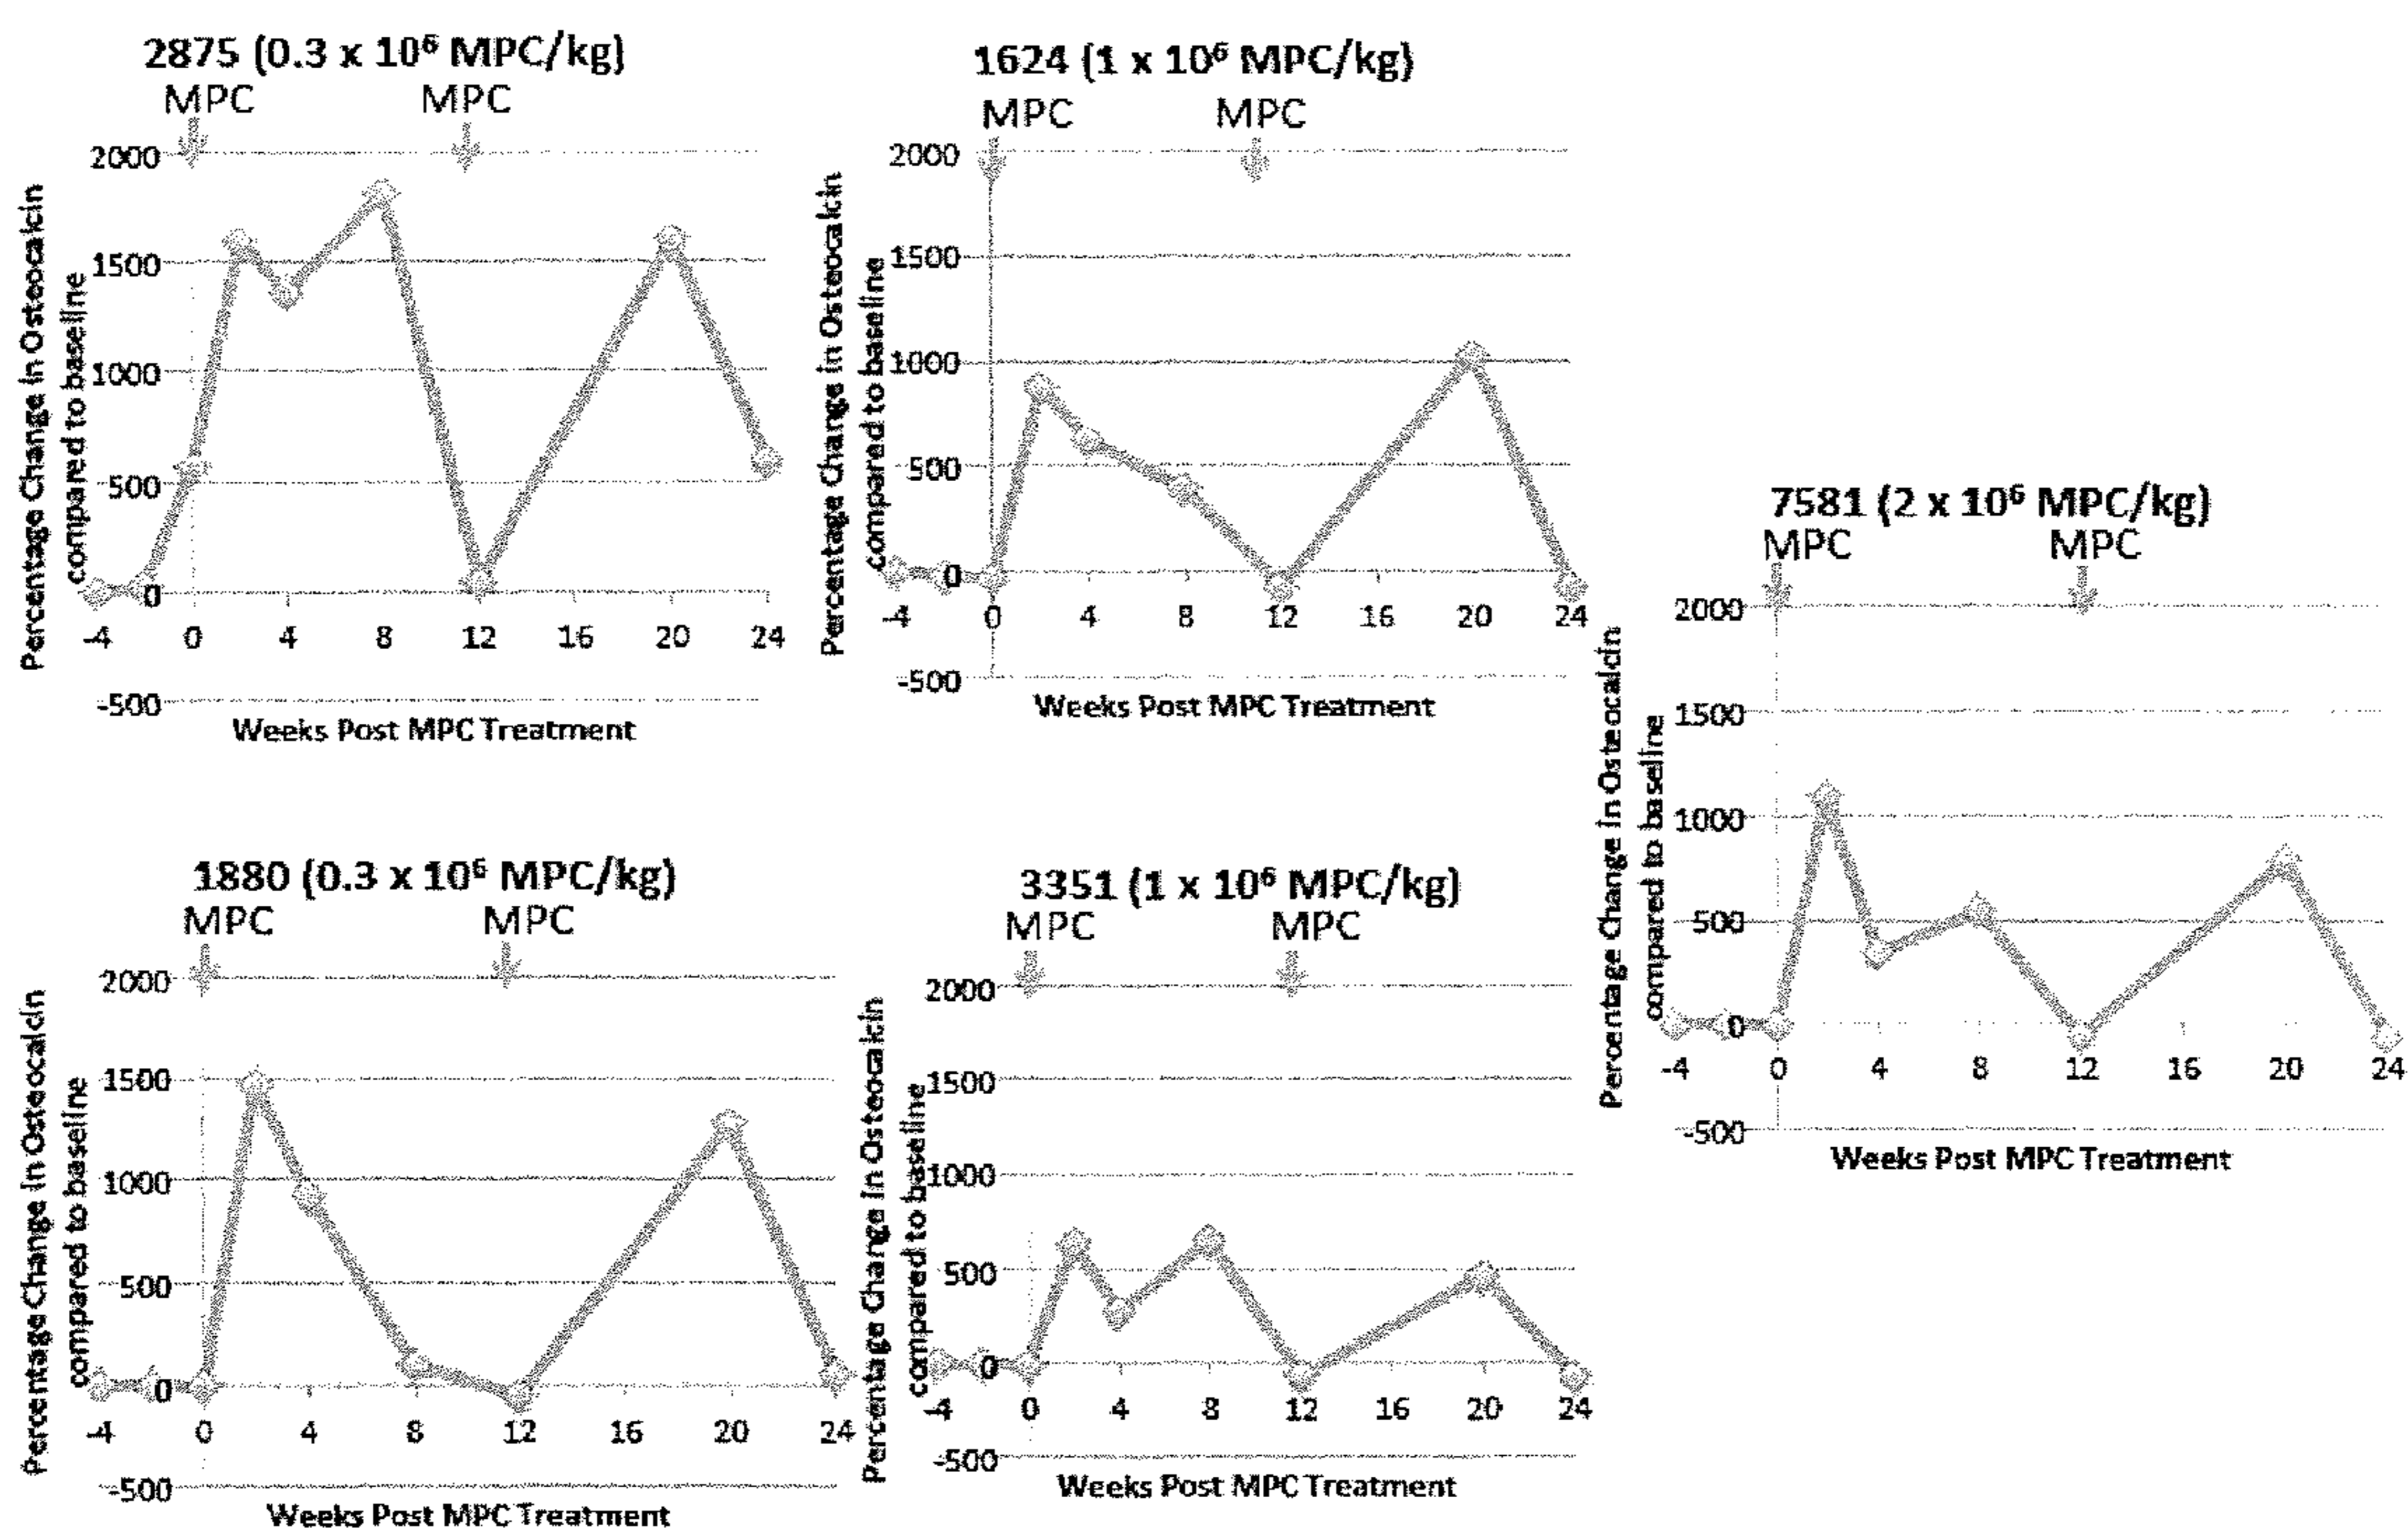 2875 (0.3 x 10⁶ MPC/kg)
MPC MPC
Percentage Change in Osteocalcin
compared to baseline
2000
1500
1000
500
0
-500
-4 0 4 8 12 16 20 24
Weeks Post MPC Treatment
1624 (1 x 10⁶ MPC/kg)
MPC MPC
Percentage Change in Osteocalcin
compared to baseline
2000
1500
1000
500
0
-500
-4 0 4 8 12 16 20 24
Weeks Post MPC Treatment
7581 (2 x 10⁶ MPC/kg)
MPC MPC
Percentage Change in Osteocalcin
compared to baseline
2000
1500
1000
500
0
-500
-4 0 4 8 12 16 20 24
Weeks Post MPC Treatment
1880 (0.3 x 10⁶ MPC/kg)
MPC MPC
Percentage Change in Osteocalcin
compared to baseline
2000
1500
1000
500
0
-500
-4 0 4 8 12 16 20 24
Weeks Post MPC Treatment
3351 (1 x 10⁶ MPC/kg)
MPC MPC
Percentage Change in Osteocalcin
compared to baseline
2000
1500
1000
500
0
-500
-4 0 4 8 12 16 20 24
Weeks Post MPC Treatment